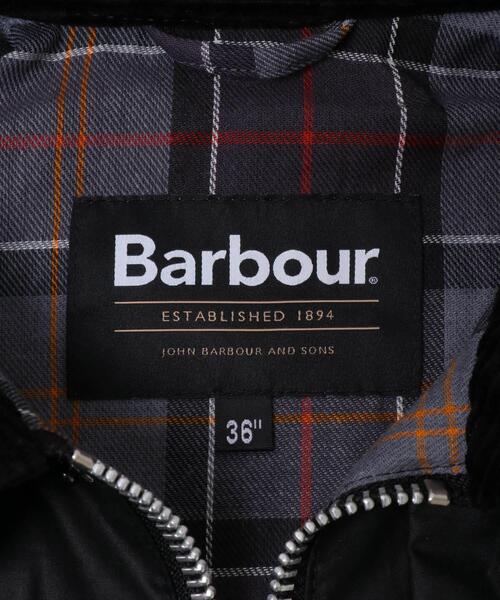 Barbour®
ESTABLISHED 1894
JOHN BARBOUR AND SONS
36"